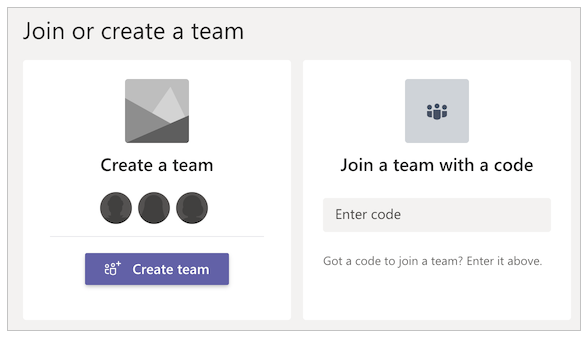 Join or create a team
Create a team
Create team
Join a team with a code
Enter code
Got a code to join a team? Enter it above.